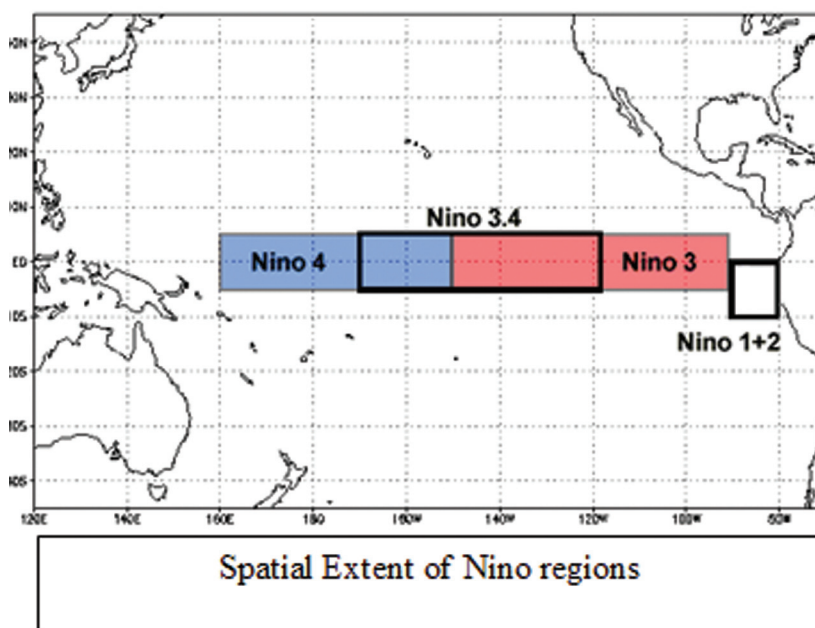 Nino 3.4
Nino 4
Nino 3
Nino 1+2
EQ
120E 140E 160E 180 160W 140W 120W 100W
Spatial Extent of Nino regions